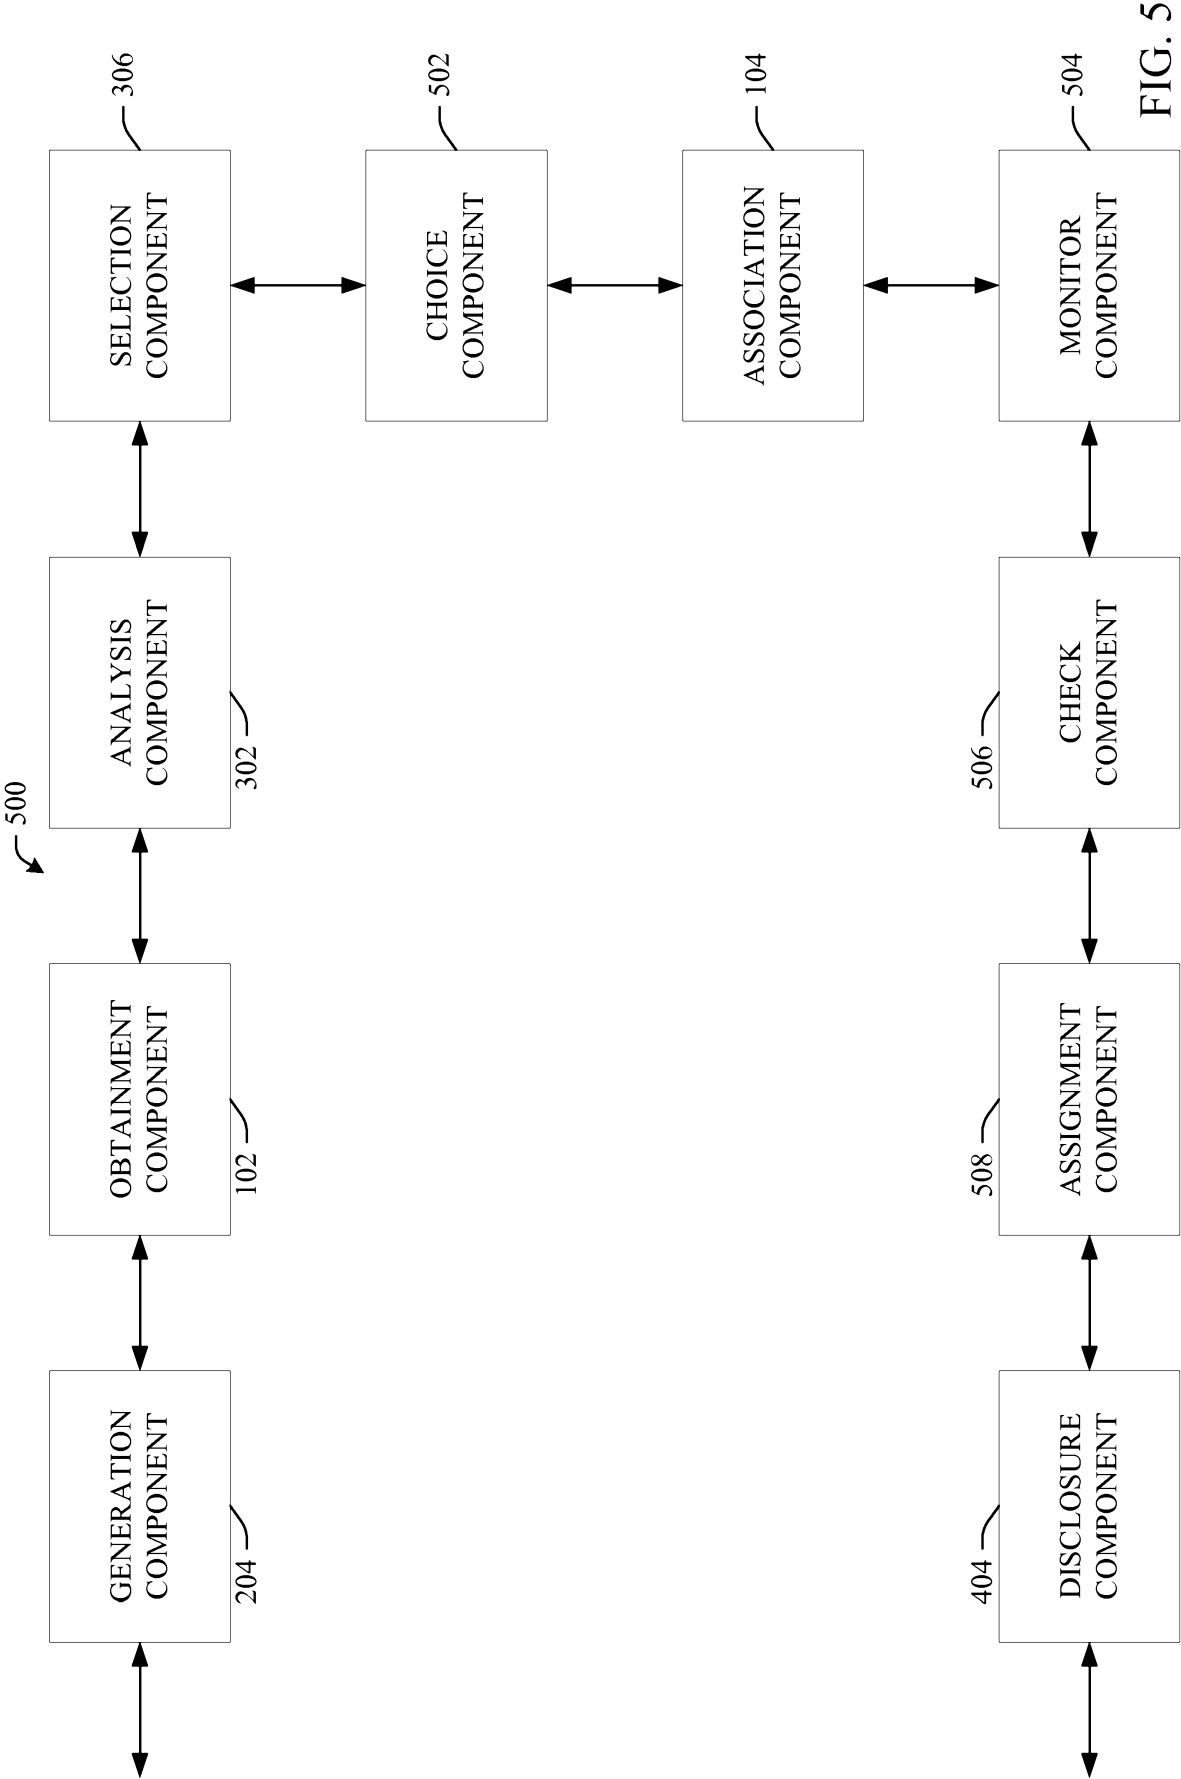 500
GENERATION
COMPONENT
204
OBTAINMENT
COMPONENT
102
ANALYSIS
COMPONENT
302
SELECTION
COMPONENT
306
CHOICE
COMPONENT
502
ASSOCIATION
COMPONENT
104
404
DISCLOSURE
COMPONENT
508
ASSIGNMENT
COMPONENT
506
CHECK
COMPONENT
MONITOR
COMPONENT
504
FIG. 5